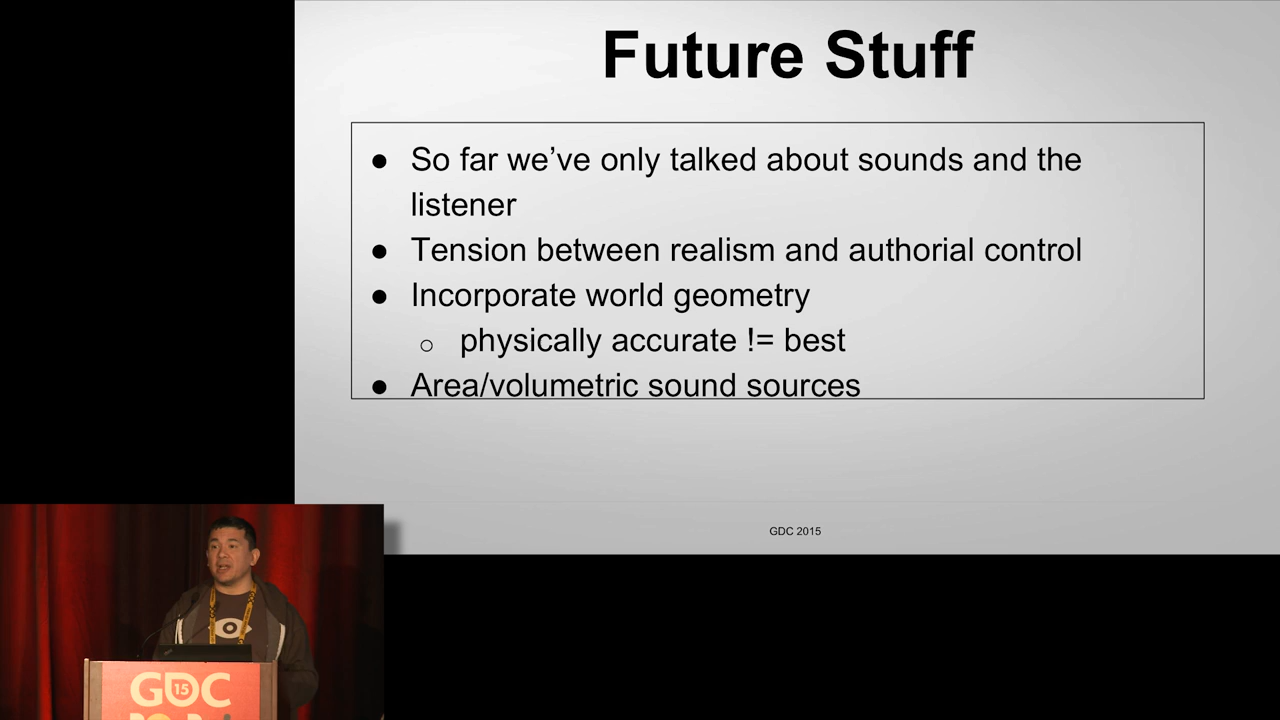 Future Stuff
● So far we’ve only talked about sounds and the
listener
● Tension between realism and authorial control
● Incorporate world geometry
○ physically accurate != best
● Area/volumetric sound sources
GDC 2015
GDC
15